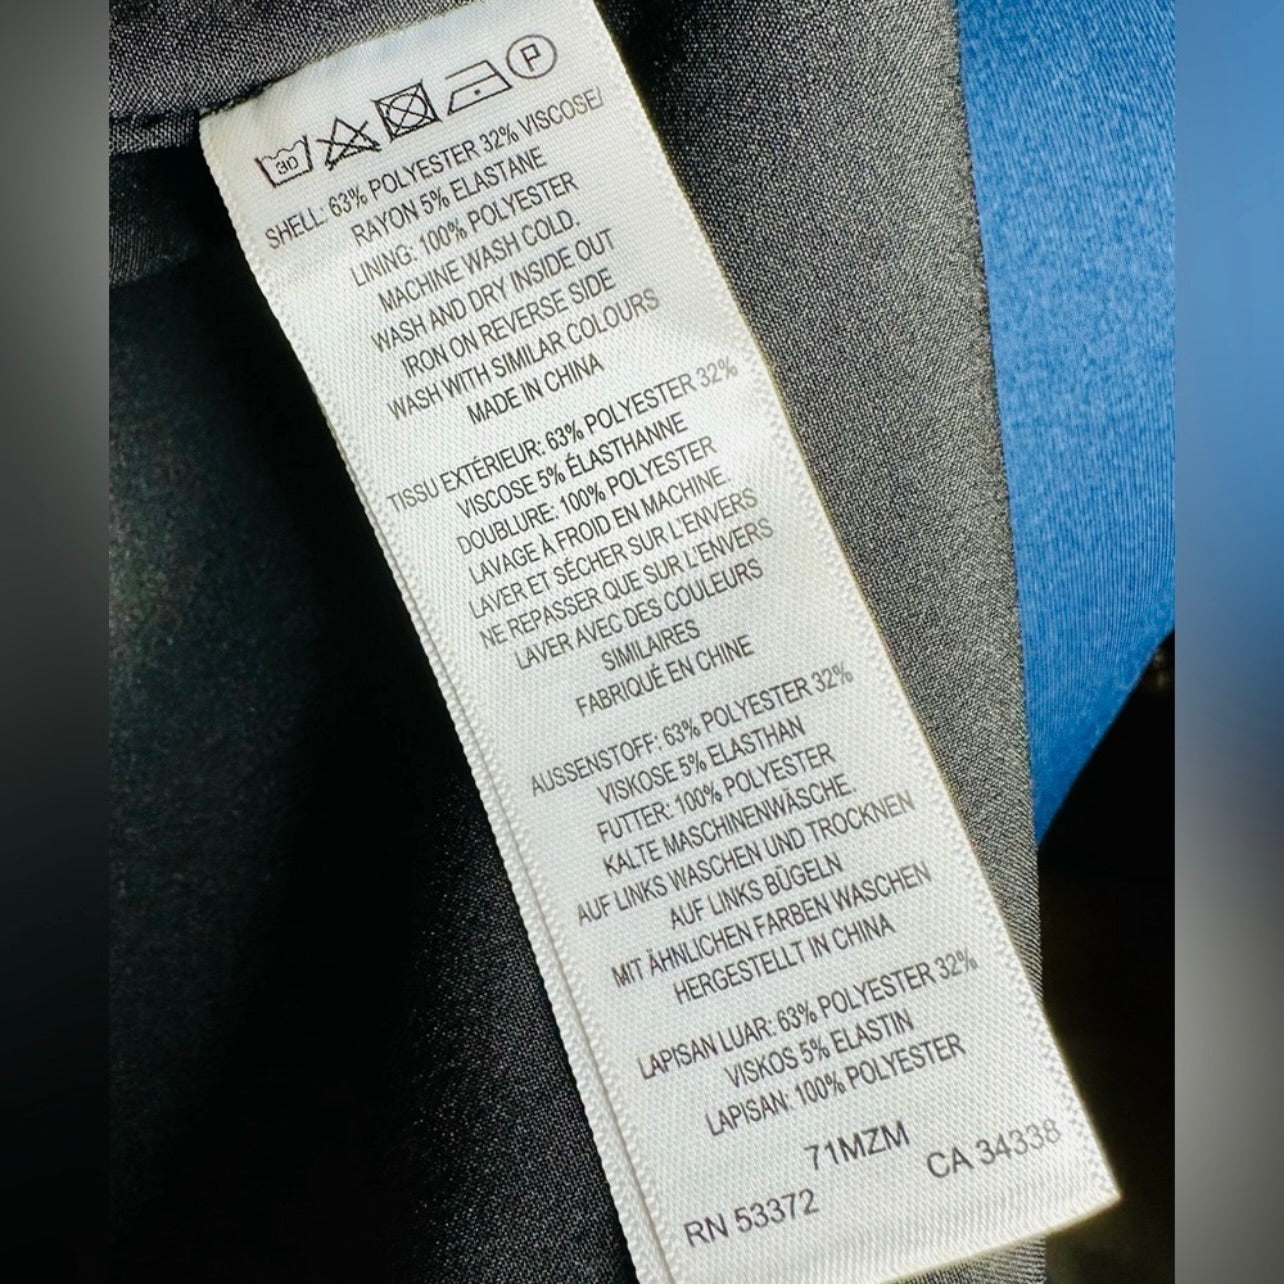 30 P
SHELL: 63% POLYESTER 32% VISCOSE/
RAYON 5% ELASTANE
LINING: 100% POLYESTER
MACHINE WASH COLD.
WASH AND DRY INSIDE OUT
IRON ON REVERSE SIDE
WASH WITH SIMILAR COLOURS
MADE IN CHINA
TISSU EXTÉRIEUR: 63% POLYESTER 32%
VISCOSE 5% ÉLASTHANNE
DOUBLURE: 100% POLYESTER
LAVAGE À FROID EN MACHINE.
LAVER ET SÉCHER SUR L'ENVERS
NE REPASSER QUE SUR L'ENVERS
LAVER AVEC DES COULEURS
SIMILAIRES
FABRIQUÉ EN CHINE
AUSSENSTOFF: 63% POLYESTER 32%
VISKOSE 5% ELASTHAN
FUTTER: 100% POLYESTER
KALTE MASCHINENWÄSCHE.
AUF LINKS WASCHEN UND TROCKNEN
AUF LINKS BÜGELN
MIT ÄHNLICHEN FARBEN WASCHEN
HERGESTELLT IN CHINA
LAPISAN LUAR: 63% POLYESTER 32%
VISKOS 5% ELASTIN
LAPISAN: 100% POLYESTER
71MZM
RN 53372 CA 34338